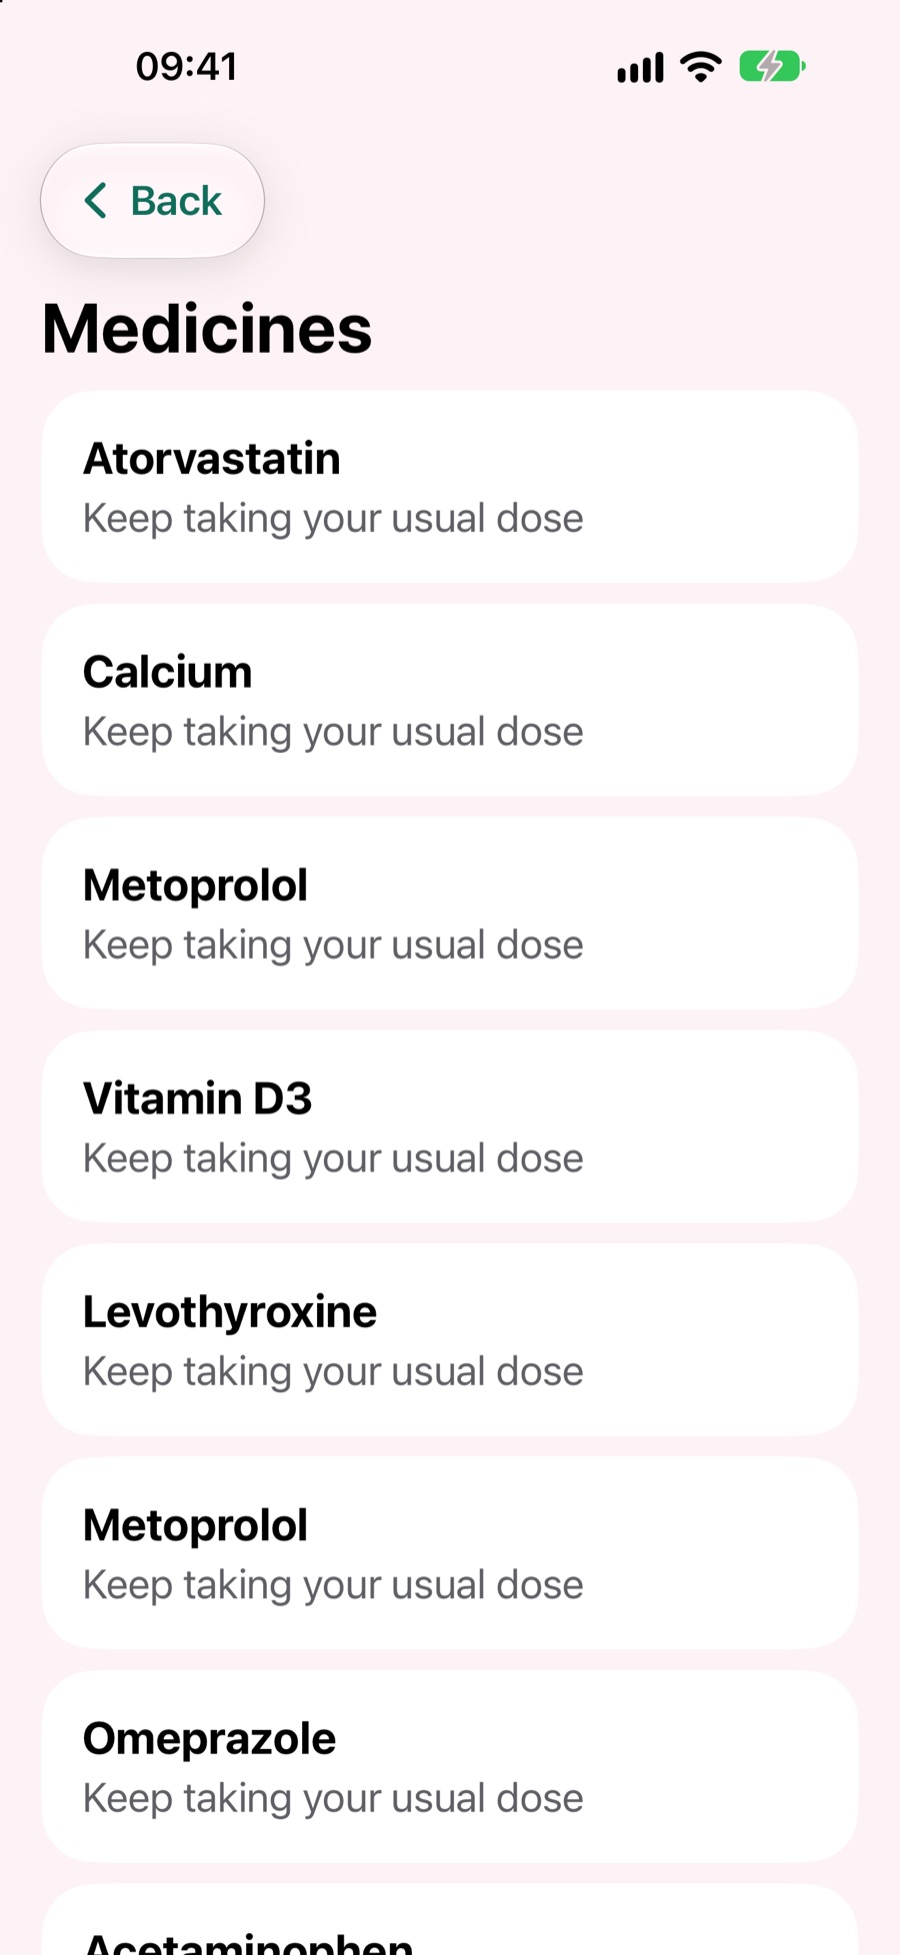 09:41
Back
Medicines
Atorvastatin
Keep taking your usual dose
Calcium
Keep taking your usual dose
Metoprolol
Keep taking your usual dose
Vitamin D3
Keep taking your usual dose
Levothyroxine
Keep taking your usual dose
Metoprolol
Keep taking your usual dose
Omeprazole
Keep taking your usual dose
Acetaminophen